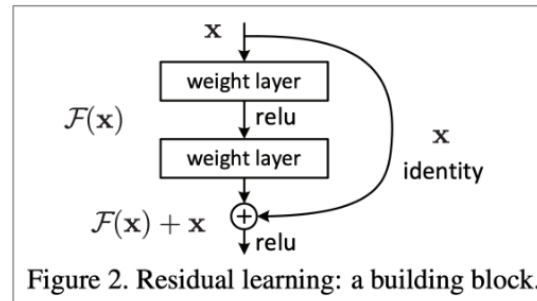 x
weight layer
F(x)
relu
weight layer
x
identity
F(x) + x
+
relu
Figure 2. Residual learning: a building block.